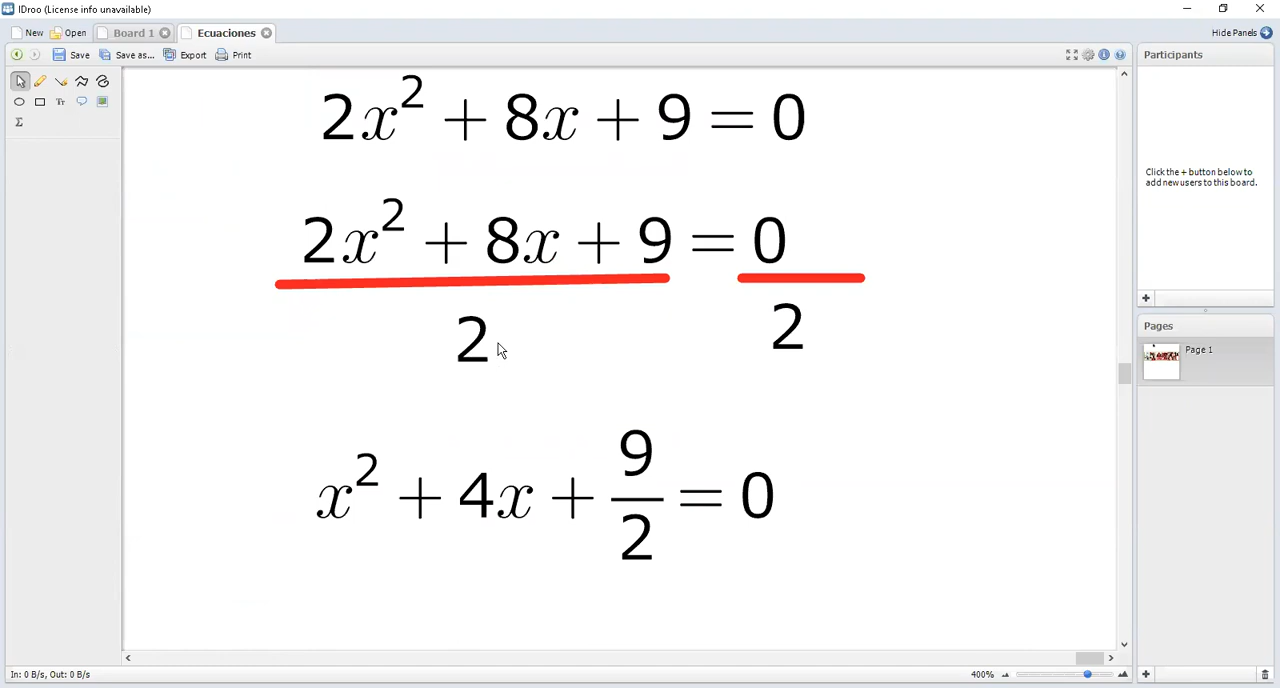 IDroo (License info unavailable)
New Open Board 1 Ecuaciones Hide Panels
Save Save as... Export Print
Participants
Tr
Σ
Click the + button below to
add new users to this board.
+
Pages
Page 1
2x² + 8x + 9 = 0
2x² + 8x + 9 = 0
2 2
x² + 4x + 9/2 = 0
In: 0 B/s, Out: 0 B/s 400% +